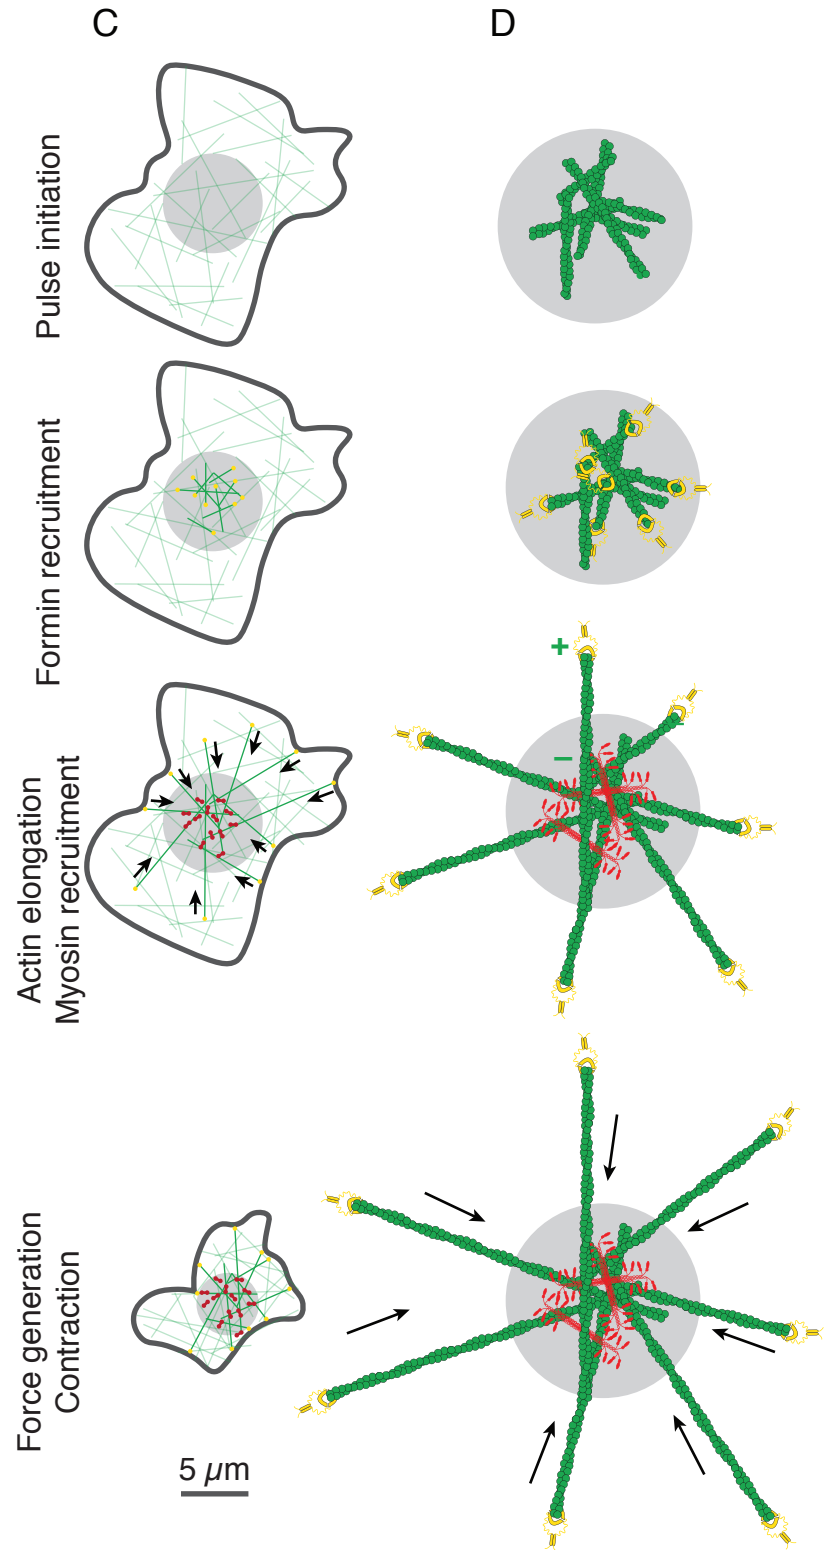 C
D
Pulse initiation
Formin recruitment
+
−
Actin elongation
Myosin recruitment
Force generation
Contraction
5 µm